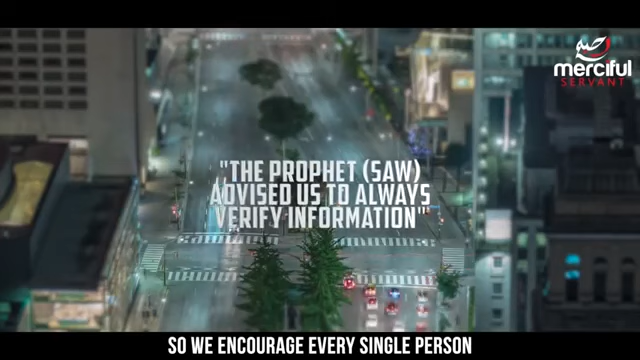 merciful
SERVANT
"THE PROPHET (SAW)
ADVISED US TO ALWAYS
VERIFY INFORMATION"
SO WE ENCOURAGE EVERY SINGLE PERSON